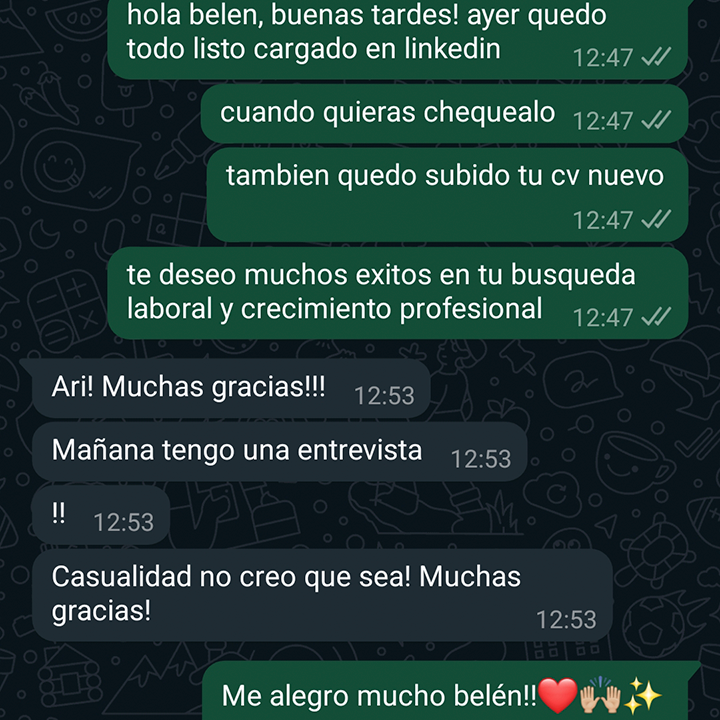 hola belen, buenas tardes! ayer quedo
todo listo cargado en linkedin 12:47
cuando quieras chequealo 12:47
tambien quedo subido tu cv nuevo
12:47
te deseo muchos exitos en tu busqueda
laboral y crecimiento profesional 12:47
Ari! Muchas gracias!!! 12:53
Mañana tengo una entrevista 12:53
!! 12:53
Casualidad no creo que sea! Muchas
gracias! 12:53
Me alegro mucho belén!!❤️🙌🏼✨